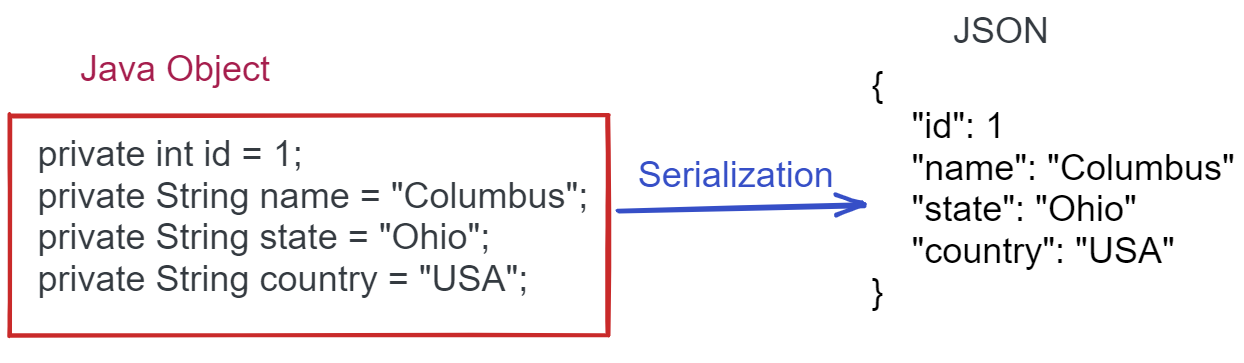 Java Object
private int id = 1;
private String name = "Columbus";
private String state = "Ohio";
private String country = "USA";
Serialization
JSON
{
"id": 1
"name": "Columbus"
"state": "Ohio"
"country": "USA"
}